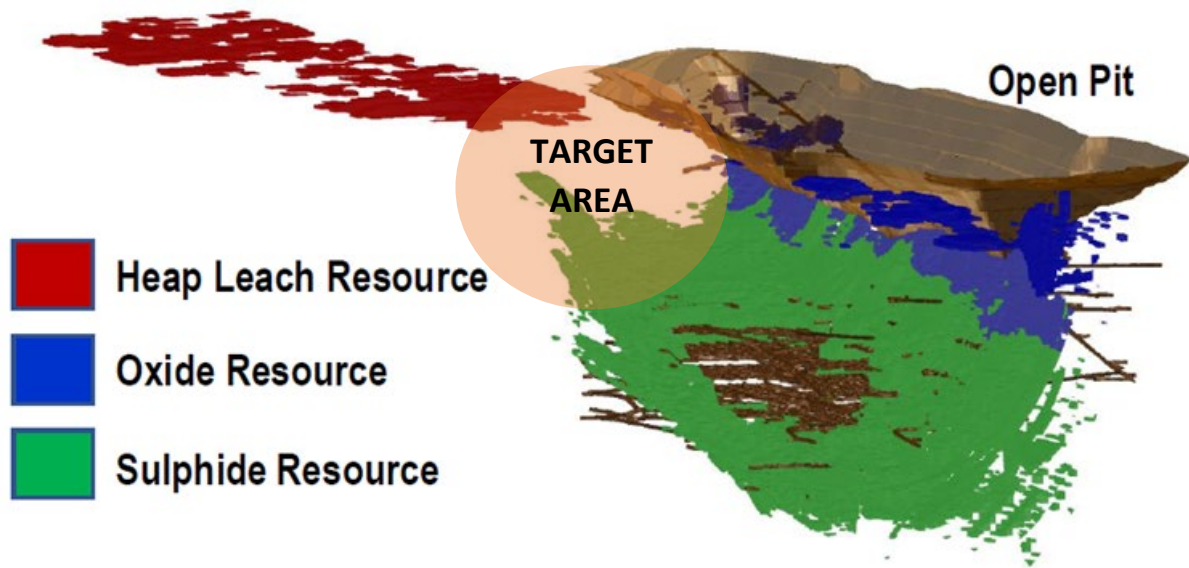 Open Pit
TARGET
AREA
Heap Leach Resource
Oxide Resource
Sulphide Resource